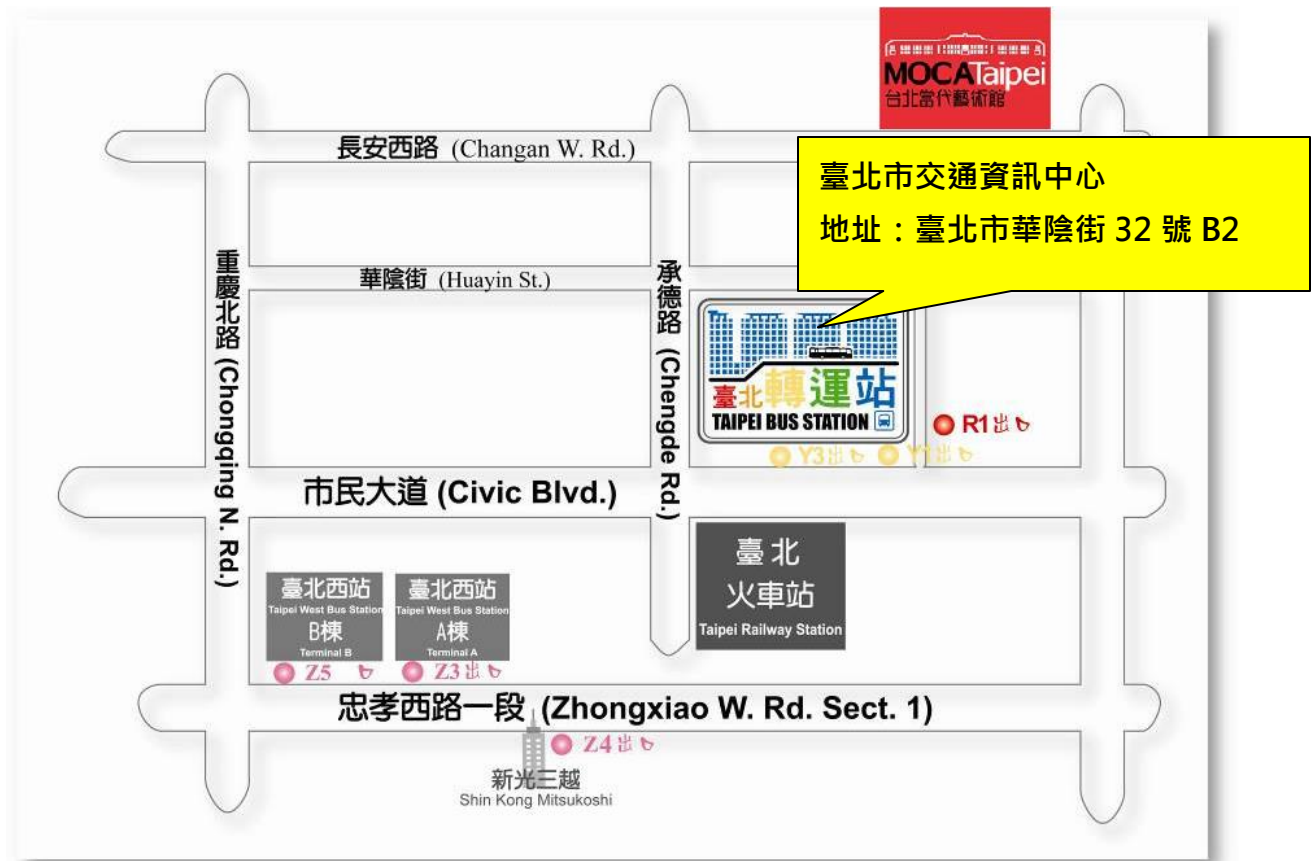 MOCATaipei
台北當代藝術館
長安西路 (Changan W. Rd.)
臺北市交通資訊中心
地址：臺北市華陰街 32 號 B2
重慶北路 (Chongqing N. Rd.)
華陰街 (Huayin St.)
承德路 (Chengde Rd.)
臺北轉運站
TAIPEI BUS STATION
R1出
Y3出
出
市民大道 (Civic Blvd.)
臺北
火車站
Taipei Railway Station
臺北西站
Taipei West Bus Station
B棟
Terminal B
臺北西站
Taipei West Bus Station
A棟
Terminal A
Z5
Z3出
忠孝西路一段 (Zhongxiao W. Rd. Sect. 1)
Z4出
新光三越
Shin Kong Mitsukoshi